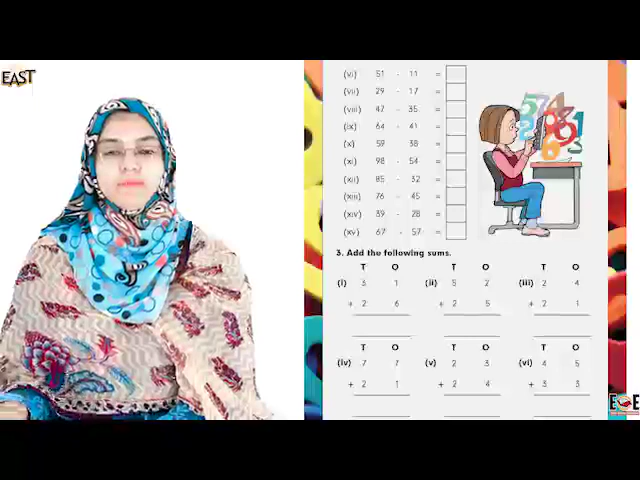 EAST
(vi) 51 - 11 =
(vii) 29 - 17 =
(viii) 47 - 35 =
(ix) 64 - 41 =
(x) 59 38 =
(xi) 98 - 54 =
(xii) 85 - 32 =
(xiii) 76 - 45 =
(xiv) 39 - 28 =
(xv) 67 - 57 =
3. Add the following sums.
T O T O T O
(i) 3 1 (ii) 5 2 (iii) 2 4
+ 2 6 + 2 5 + 2 1
T O T O T O
(iv) 7 7 (v) 2 3 (vi) 4 5
+ 2 1 + 2 4 + 3 3